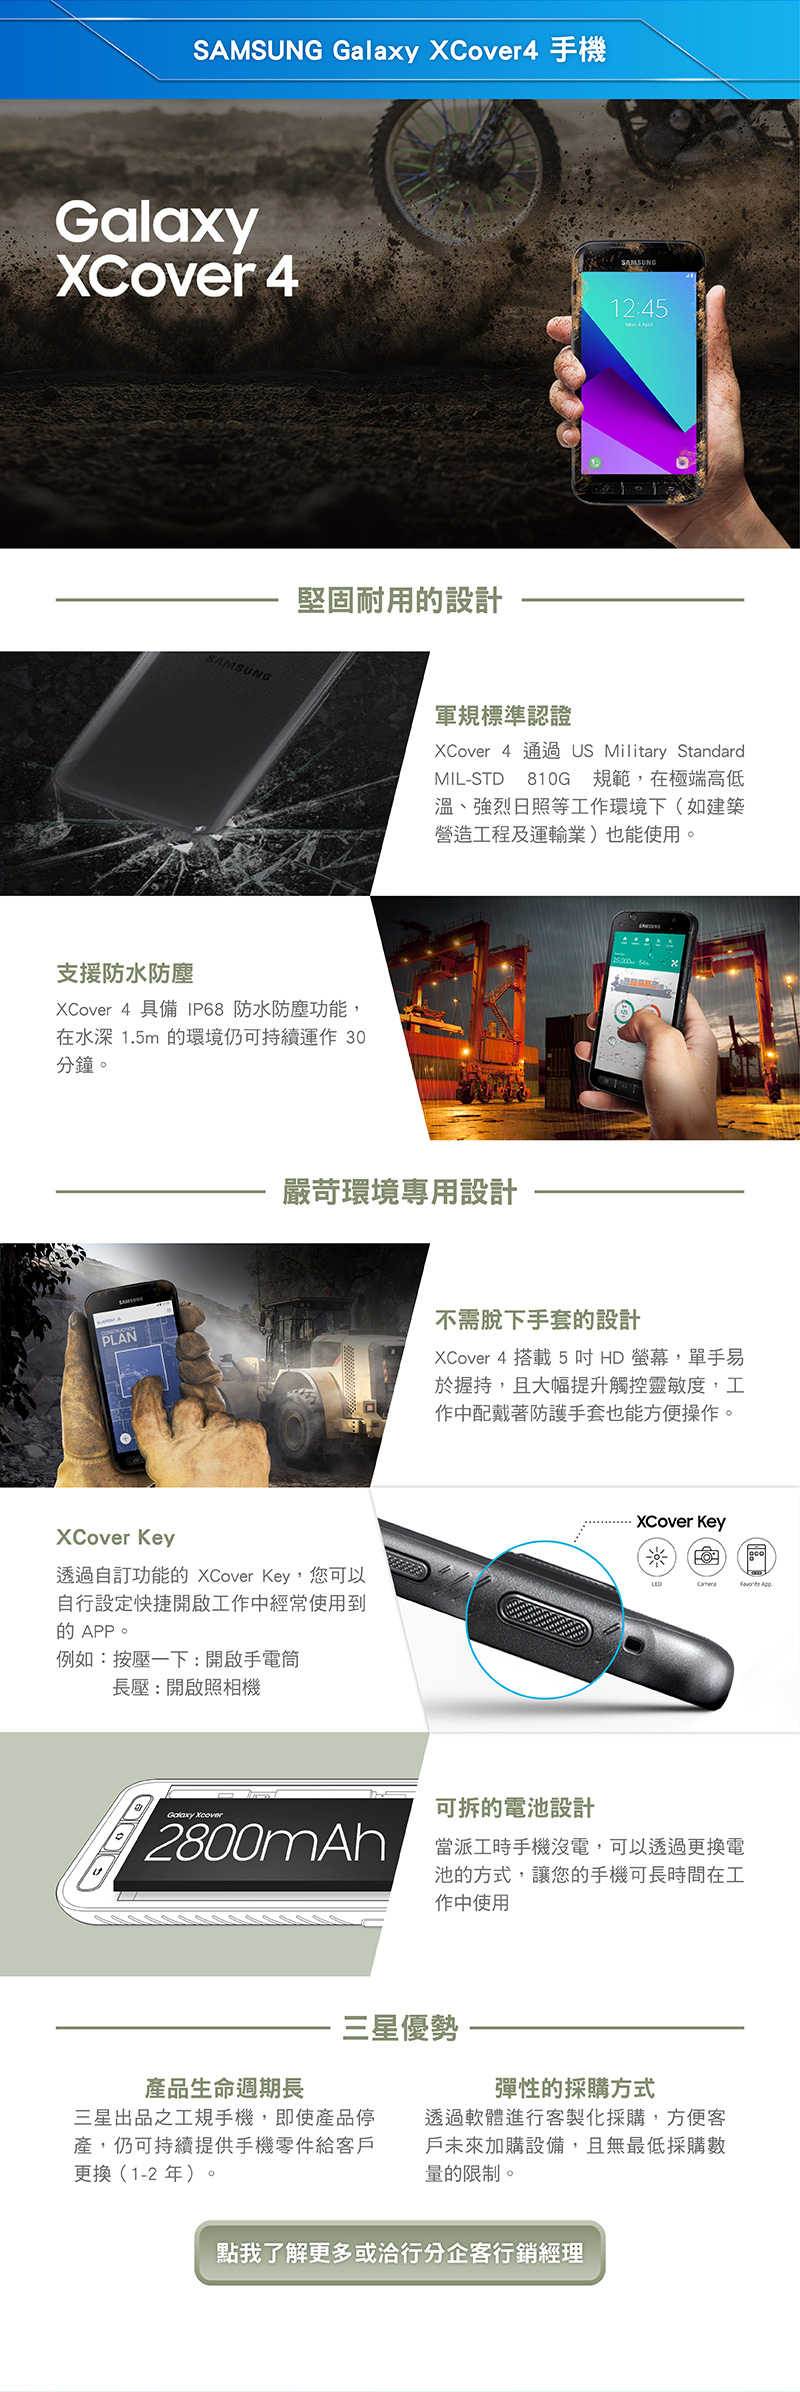 SAMSUNG Galaxy XCover4 手機
Galaxy
XCover 4
SAMSUNG
12:45
Mon, 4 April
堅固耐用的設計
SAMSUNG
軍規標準認證
XCover 4 通過 US Military Standard
MIL-STD 810G 規範，在極端高低
溫、強烈日照等工作環境下（如建築
營造工程及運輸業）也能使用。
支援防水防塵
XCover 4 具備 IP68 防水防塵功能，
在水深 1.5m 的環境仍可持續運作 30
分鐘。
SAMSUNG
嚴苛環境專用設計
SAMSUNG
BLUEPRINT
CONSTRUCTION
PLAN
不需脫下手套的設計
XCover 4 搭載 5 吋 HD 螢幕，單手易
於握持，且大幅提升觸控靈敏度，工
作中配戴著防護手套也能方便操作。
XCover Key
透過自訂功能的 XCover Key，您可以
自行設定快捷開啟工作中經常使用到
的 APP。
例如：按壓一下 : 開啟手電筒
長壓 : 開啟照相機
XCover Key
LED
Camera
Favorite App.
Galaxy Xcover
2800mAh
可拆的電池設計
當派工時手機沒電，可以透過更換電
池的方式，讓您的手機可長時間在工
作中使用
三星優勢
產品生命週期長
三星出品之工規手機，即使產品停
產，仍可持續提供手機零件給客戶
更換（1-2 年）。
彈性的採購方式
透過軟體進行客製化採購，方便客
戶未來加購設備，且無最低採購數
量的限制。
點我了解更多或洽行分企客行銷經理